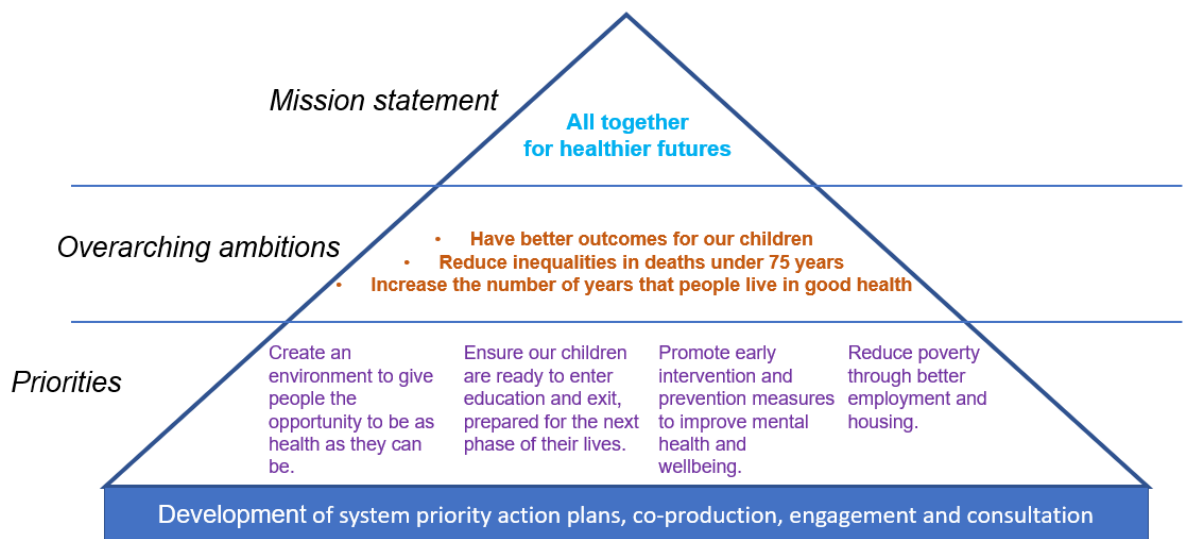 Mission statement
All together
for healthier futures
Overarching ambitions
• Have better outcomes for our children
• Reduce inequalities in deaths under 75 years
• Increase the number of years that people live in good health
Priorities
Create an
environment to give
people the
opportunity to be as
health as they can
be.
Ensure our children
are ready to enter
education and exit,
prepared for the next
phase of their lives.
Promote early
intervention and
prevention measures
to improve mental
health and
wellbeing.
Reduce poverty
through better
employment and
housing.
Development of system priority action plans, co-production, engagement and consultation